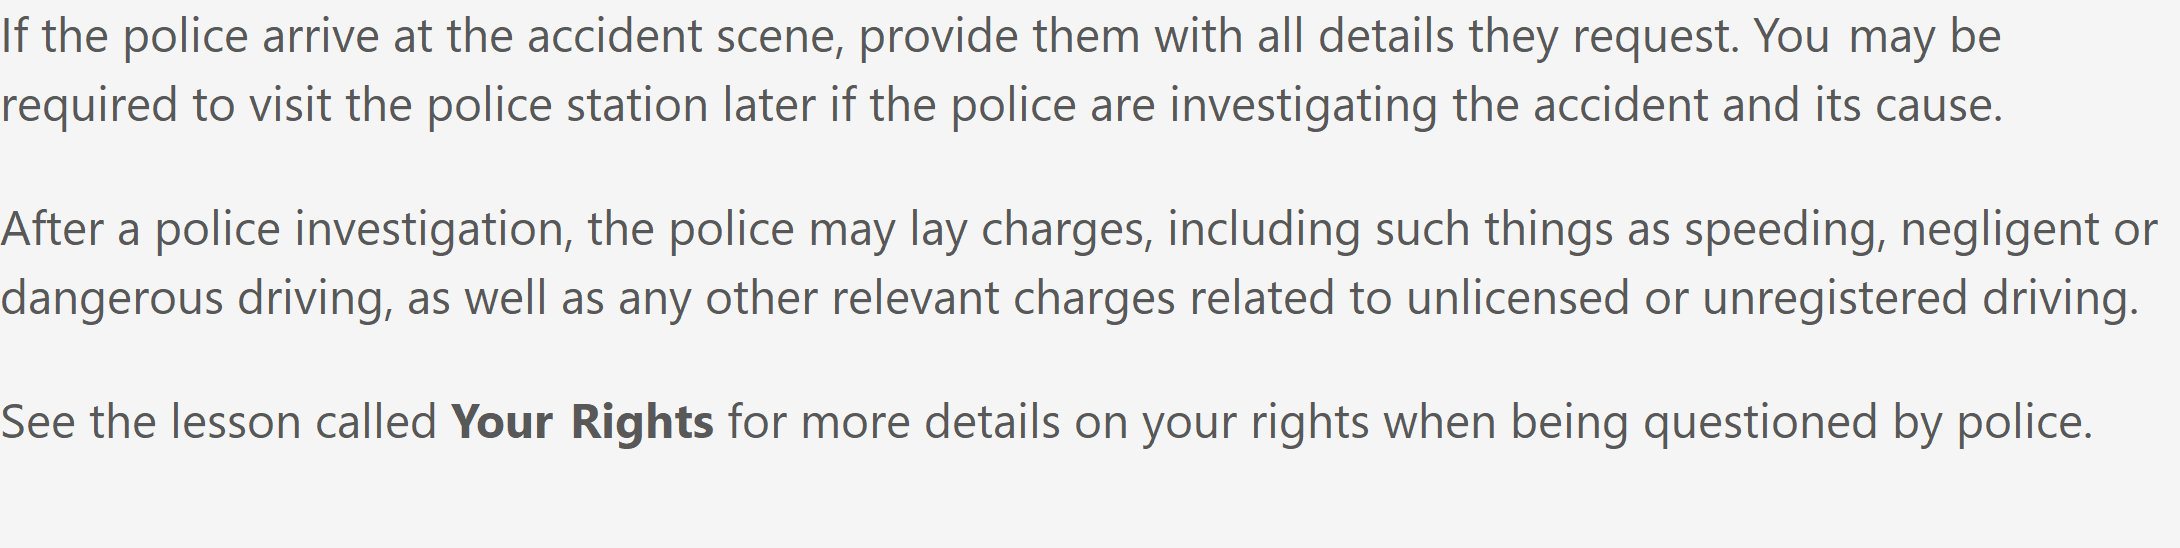 If the police arrive at the accident scene, provide them with all details they request. You may be
required to visit the police station later if the police are investigating the accident and its cause.
After a police investigation, the police may lay charges, including such things as speeding, negligent or
dangerous driving, as well as any other relevant charges related to unlicensed or unregistered driving.
See the lesson called Your Rights for more details on your rights when being questioned by police.